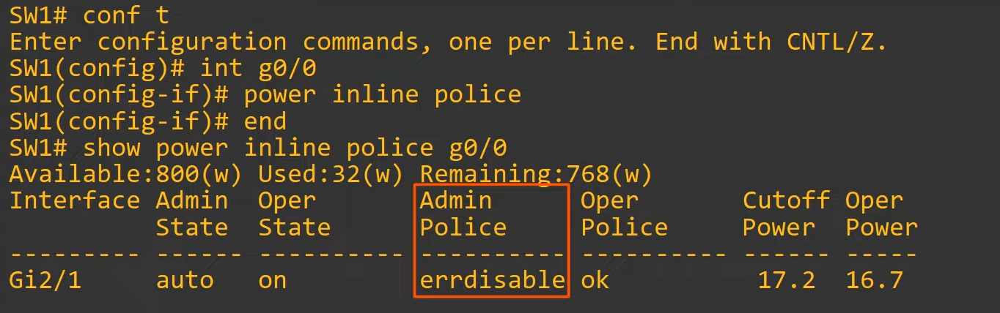 SW1# conf t
Enter configuration commands, one per line. End with CNTL/Z.
SW1(config)# int g0/0
SW1(config-if)# power inline police
SW1(config-if)# end
SW1# show power inline police g0/0
Available:800(w) Used:32(w) Remaining:768(w)
Interface Admin Oper Admin Oper Cutoff Oper
State State Police Police Power Power
--------- ------ ---------- ---------- ---------- ------ -----
Gi2/1 auto on errdisable ok 17.2 16.7